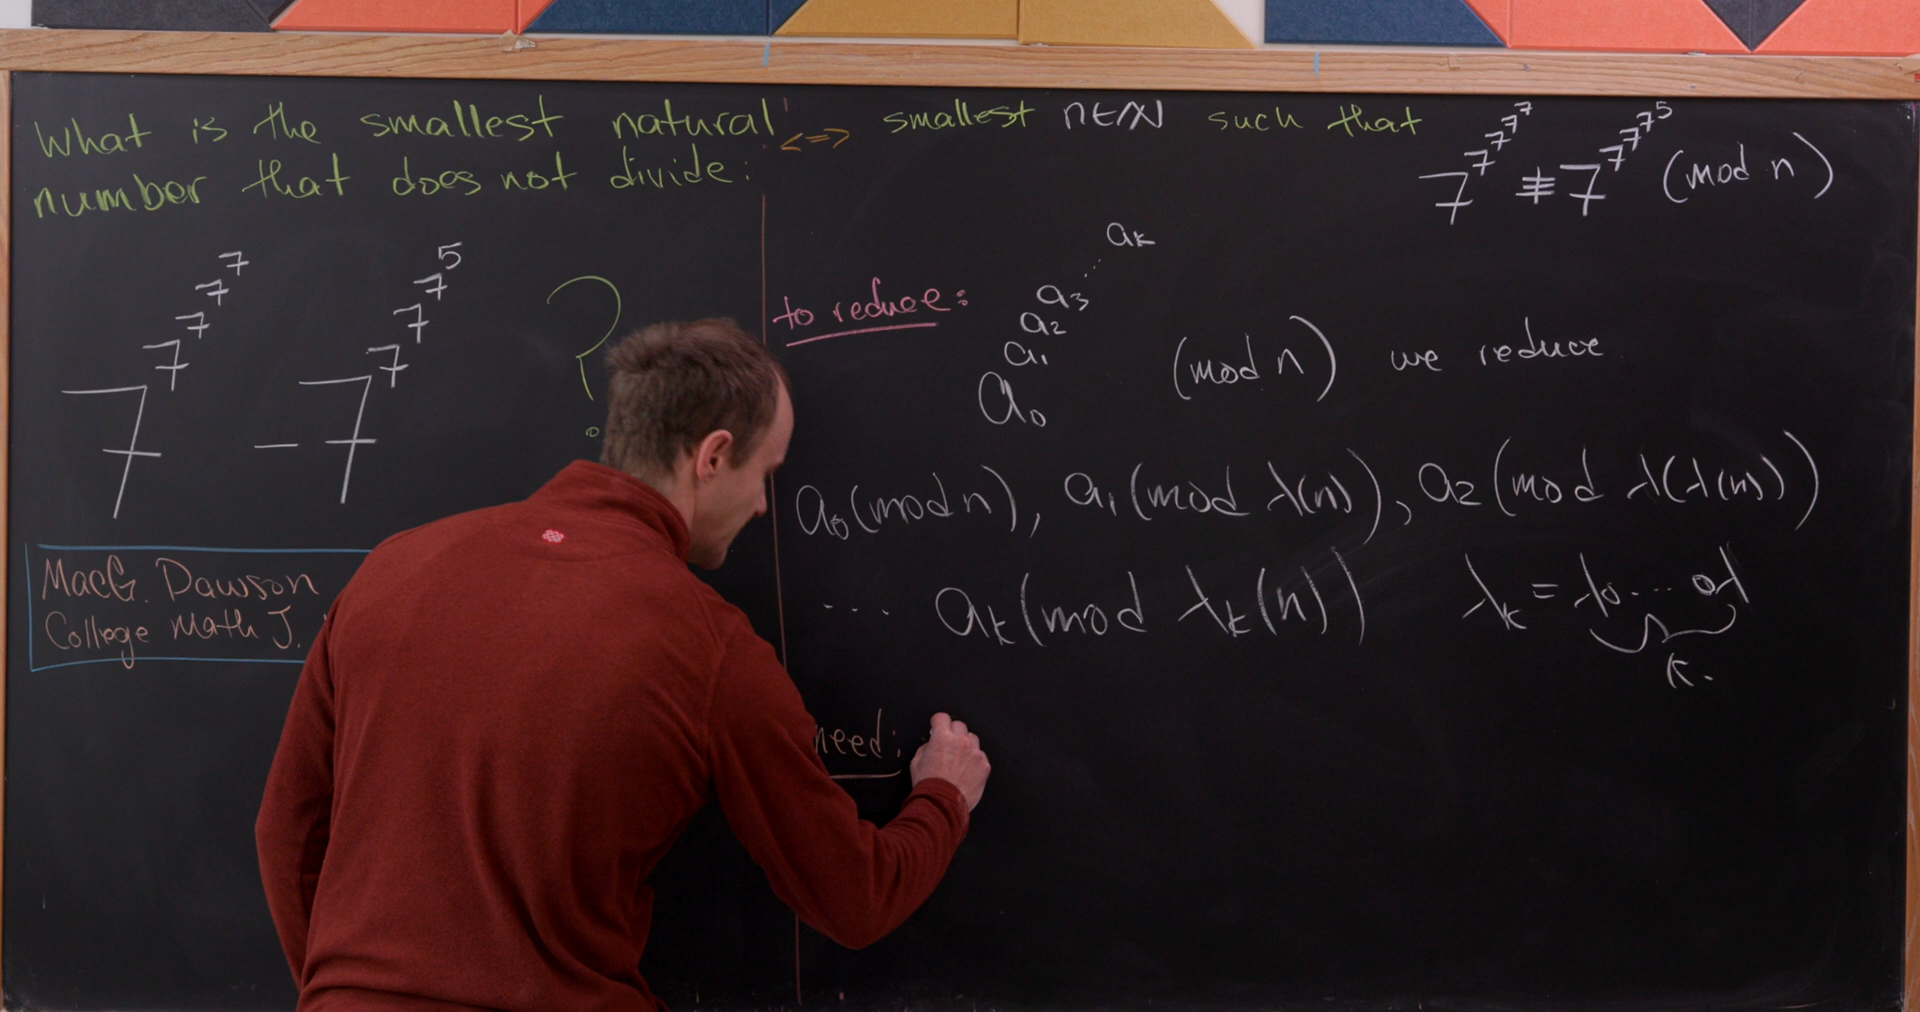 What is the smallest natural
number that does not divide:
7^7^7^7^7 - 7^7^7^7^5 ?
MacG. Dawson
College Math J.
<=> smallest n∈ℕ such that
7^7^7^7^7 ≢ 7^7^7^7^5 (mod n)
to reduce: a₀^a₁^a₂^a₃^⋰^aₖ (mod n) we reduce
a₀(mod n), a₁(mod λ(n)), a₂(mod λ(λ(n)))
... aₖ(mod λₖ(n)) λₖ = λ∘...∘λ
k.
need: